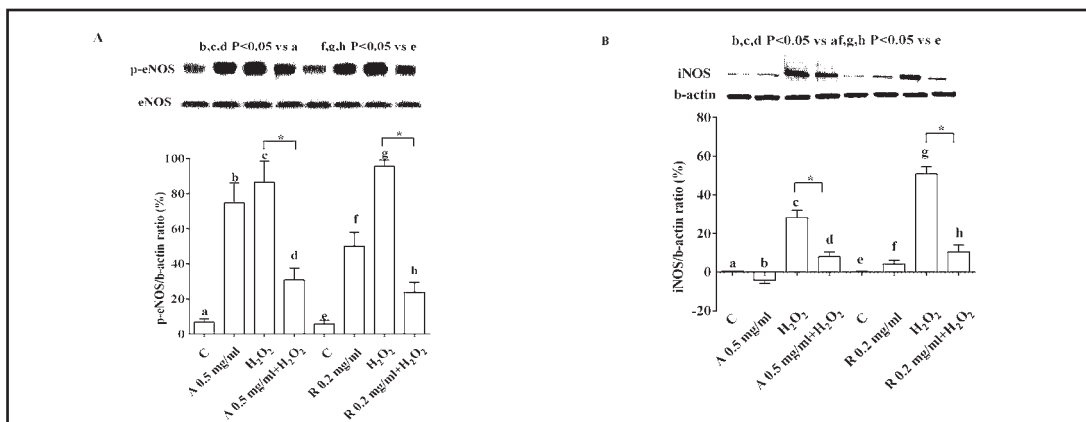 A
b,c,d P<0.05 vs a f,g,h P<0.05 vs e
p-eNOS
eNOS
p-eNOS/b-actin ratio (%)
100
80
60
40
20
0
a
b
c
*
d
e
f
g
*
h
C
A 0.5 mg/ml
H₂O₂
A 0.5 mg/ml+H₂O₂
C
R 0.2 mg/ml
H₂O₂
R 0.2 mg/ml+H₂O₂
B
b,c,d P<0.05 vs af,g,h P<0.05 vs e
iNOS
b-actin
iNOS/b-actin ratio (%)
80
60
40
20
0
-20
a
b
c
*
d
e
f
g
*
h
C
A 0.5 mg/ml
H₂O₂
A 0.5 mg/ml+H₂O₂
C
R 0.2 mg/ml
H₂O₂
R 0.2 mg/ml+H₂O₂